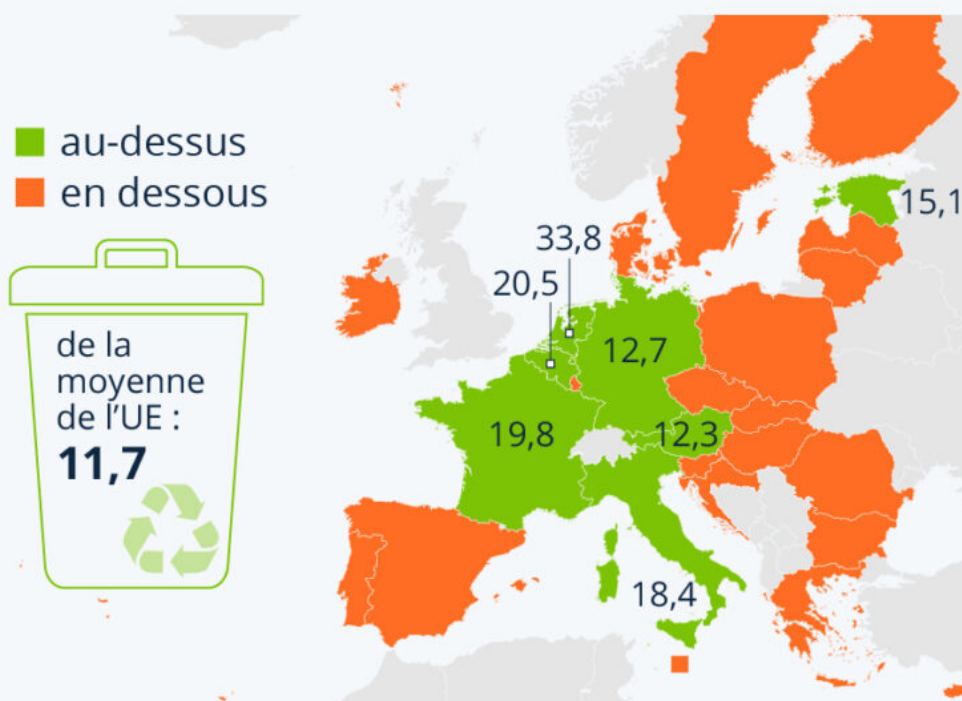 au-dessus
en dessous
de la
moyenne
de l'UE :
11,7
15,1
33,8
20,5
12,7
19,8
12,3
18,4